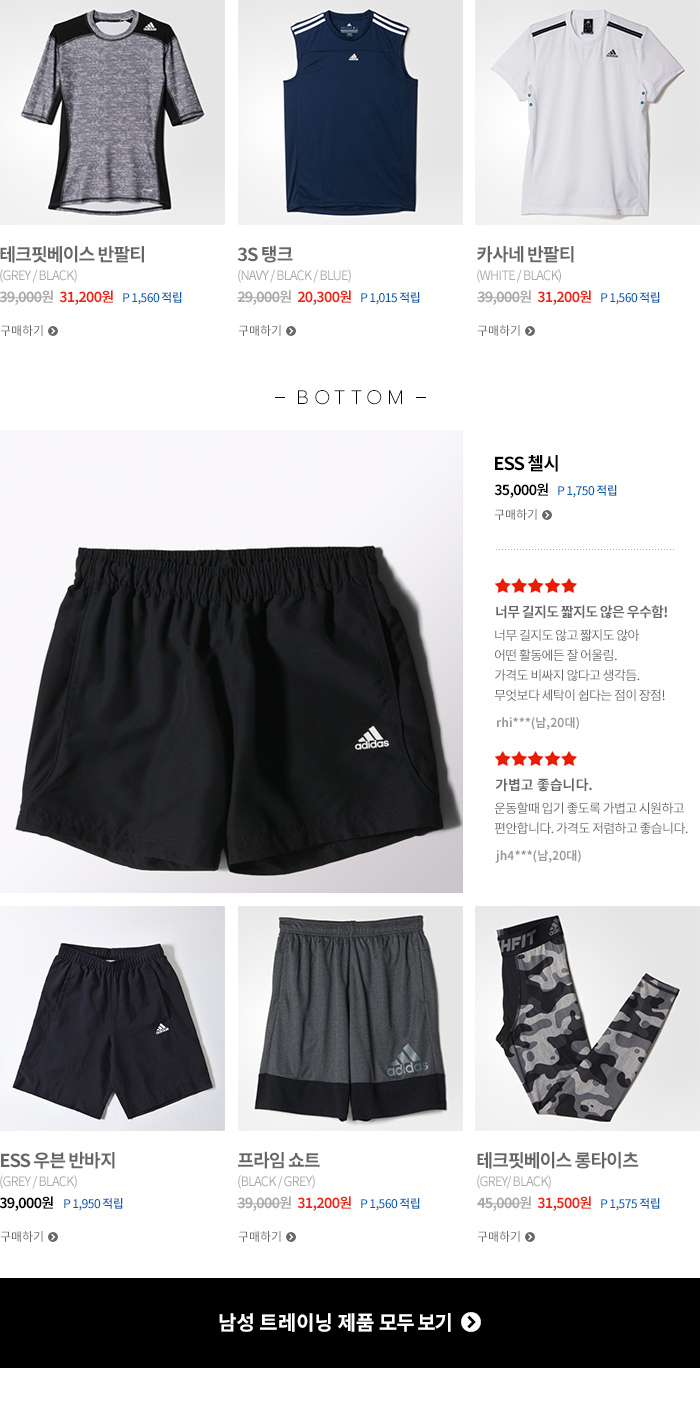 테크핏베이스 반팔티
(GREY / BLACK)
39,000원 31,200원 P 1,560 적립
구매하기
3S 탱크
(NAVY / BLACK / BLUE)
29,000원 20,300원 P 1,015 적립
구매하기
카사네 반팔티
(WHITE / BLACK)
39,000원 31,200원 P 1,560 적립
구매하기
– BOTTOM –
adidas
ESS 첼시
35,000원 P 1,750 적립
구매하기
너무 길지도 짧지도 않은 우수함!
너무 길지도 않고 짧지도 않아
어떤 활동에든 잘 어울림.
가격도 비싸지 않다고 생각듬.
무엇보다 세탁이 쉽다는 점이 장점!
rhi***(남,20대)
가볍고 좋습니다.
운동할때 입기 좋도록 가볍고 시원하고
편안합니다. 가격도 저렴하고 좋습니다.
jh4***(남,20대)
adidas
adidas
HFIT
ESS 우븐 반바지
(GREY / BLACK)
39,000원 P 1,950 적립
구매하기
프라임 쇼트
(BLACK / GREY)
39,000원 31,200원 P 1,560 적립
구매하기
테크핏베이스 롱타이츠
(GREY/ BLACK)
45,000원 31,500원 P 1,575 적립
구매하기
남성 트레이닝 제품 모두 보기